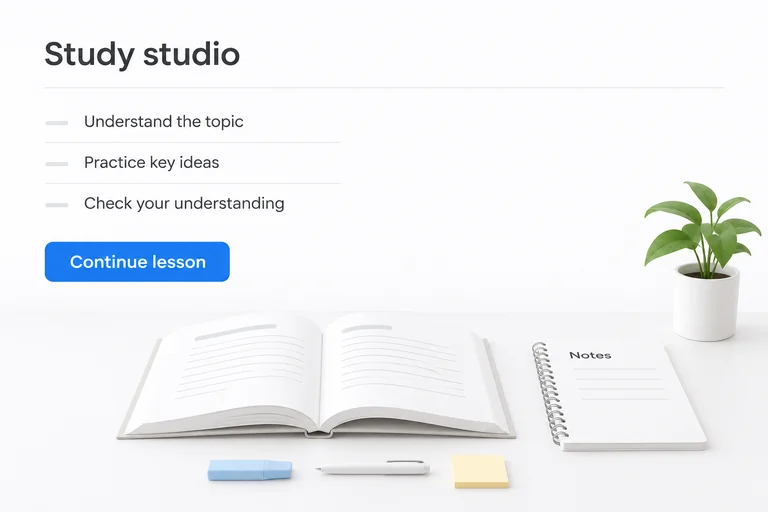 Study studio
Understand the topic
Practice key ideas
Check your understanding
Continue lesson
Notes